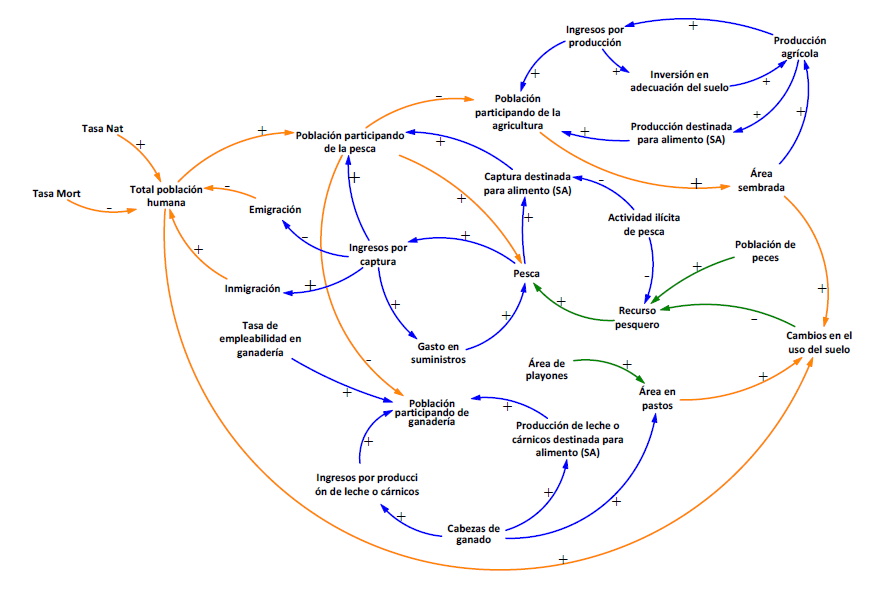 Ingresos por
producción
+
Producción
agrícola
+
+
Inversión en
adecuación del suelo
+
-
Población
participando de la
agricultura
+
+
Tasa Nat
+
+
Población participando
de la pesca
+
+
Producción destinada
para alimento (SA)
Tasa Mort
-
Total población
humana
-
+
Captura destinada
para alimento (SA)
-
+
Área
sembrada
+
Emigración
+
Actividad ilícita
de pesca
-
+
+
Ingresos por
captura
Población de
peces
+
Inmigración
+
Pesca
-
+
+
+
Recurso
pesquero
+
-
+
Tasa de
empleabilidad en
ganadería
Gasto en
suministros
Cambios en el
uso del suelo
-
Área de
playones
+
+
+
Área en
pastos
Población
participando de
ganadería
+
Producción de leche o
cárnicos destinada para
alimento (SA)
+
Ingresos por producci
ón de leche o cárnicos
+
+
+
Cabezas de
ganado
+